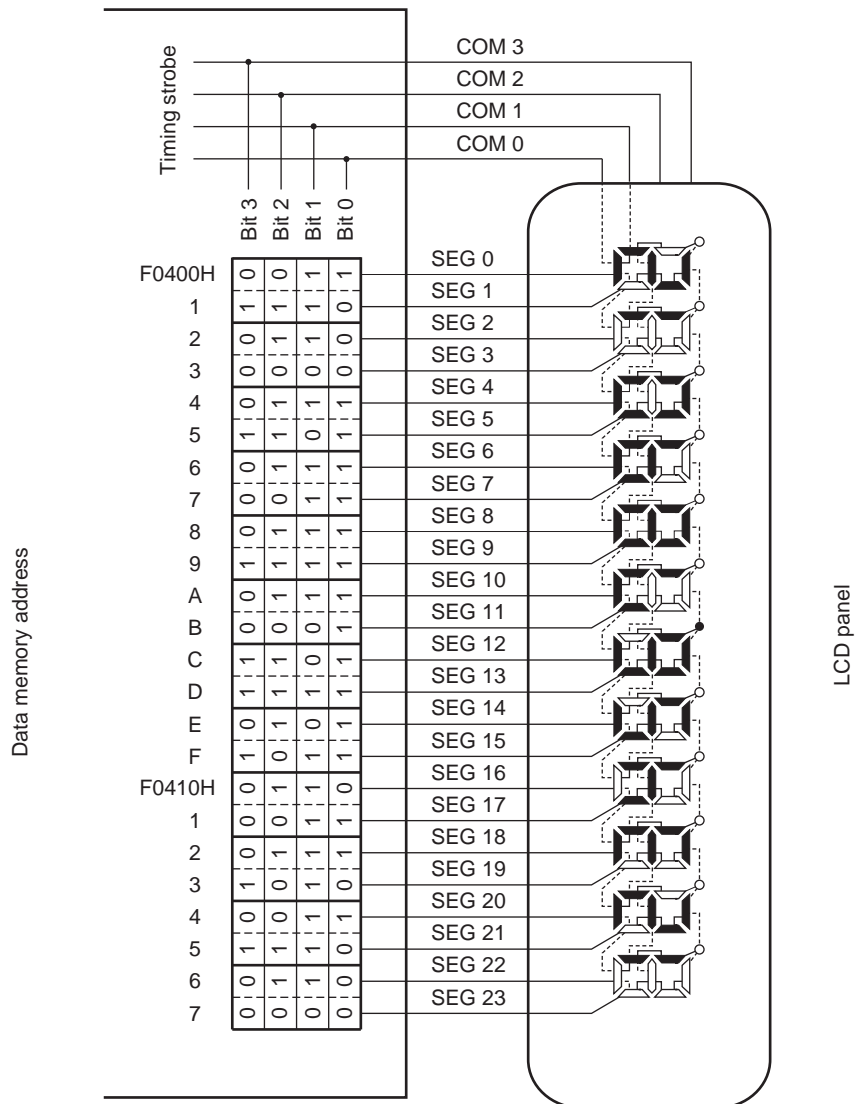 Timing strobe
COM 3
COM 2
COM 1
COM 0
Bit 3 Bit 2 Bit 1 Bit 0
F0400H 0 0 1 1 SEG 0
1 1 1 1 0 SEG 1
2 0 1 1 0 SEG 2
3 0 0 0 0 SEG 3
4 0 1 1 1 SEG 4
5 1 1 0 1 SEG 5
6 0 1 1 1 SEG 6
7 0 0 1 1 SEG 7
8 0 1 1 1 SEG 8
9 1 1 1 1 SEG 9
A 0 1 1 1 SEG 10
B 0 0 0 1 SEG 11
C 1 1 0 1 SEG 12
D 1 1 1 1 SEG 13
E 0 1 0 1 SEG 14
F 1 0 1 1 SEG 15
F0410H 0 1 1 0 SEG 16
1 0 0 1 1 SEG 17
2 0 1 1 1 SEG 18
3 1 0 1 0 SEG 19
4 0 0 1 1 SEG 20
5 1 1 1 0 SEG 21
6 0 1 1 0 SEG 22
7 0 0 0 0 SEG 23
Data memory address
LCD panel